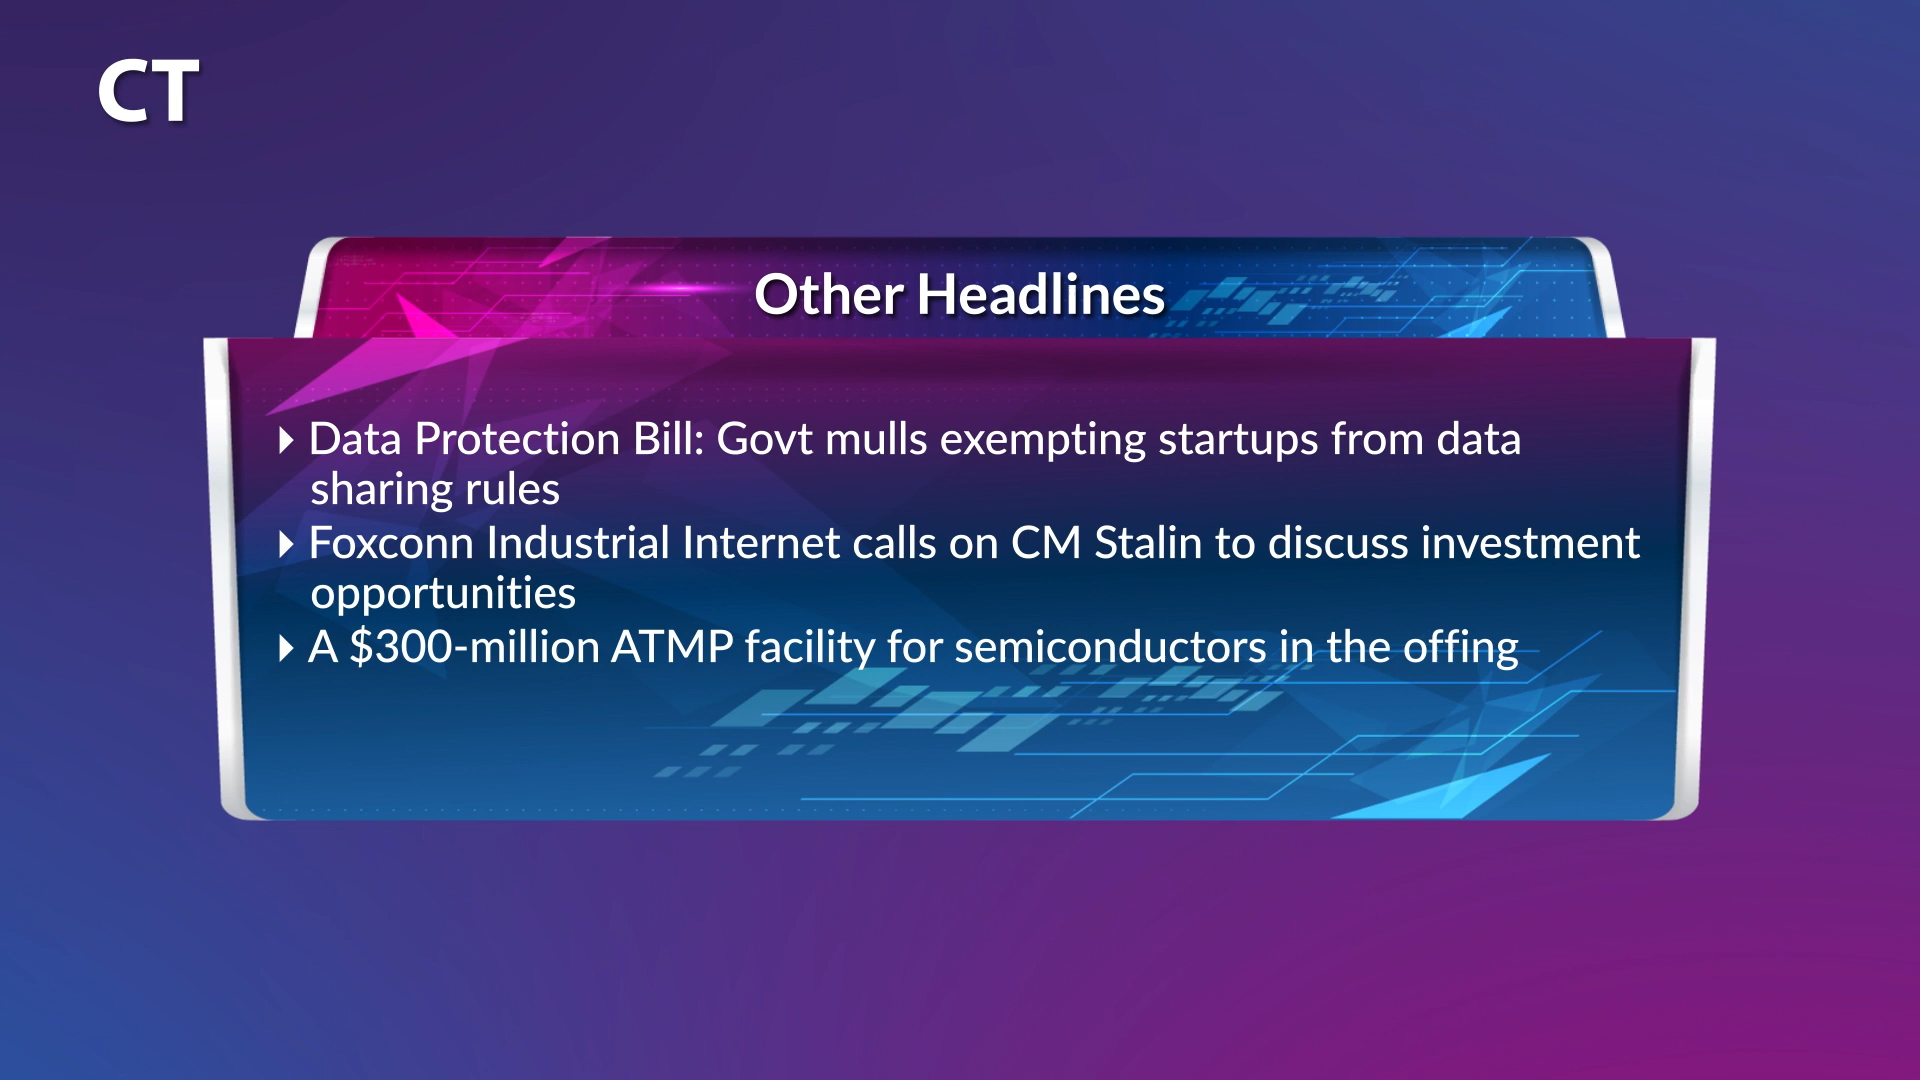 CT
Other Headlines
Data Protection Bill: Govt mulls exempting startups from data
sharing rules
Foxconn Industrial Internet calls on CM Stalin to discuss investment
opportunities
A $300-million ATMP facility for semiconductors in the offing